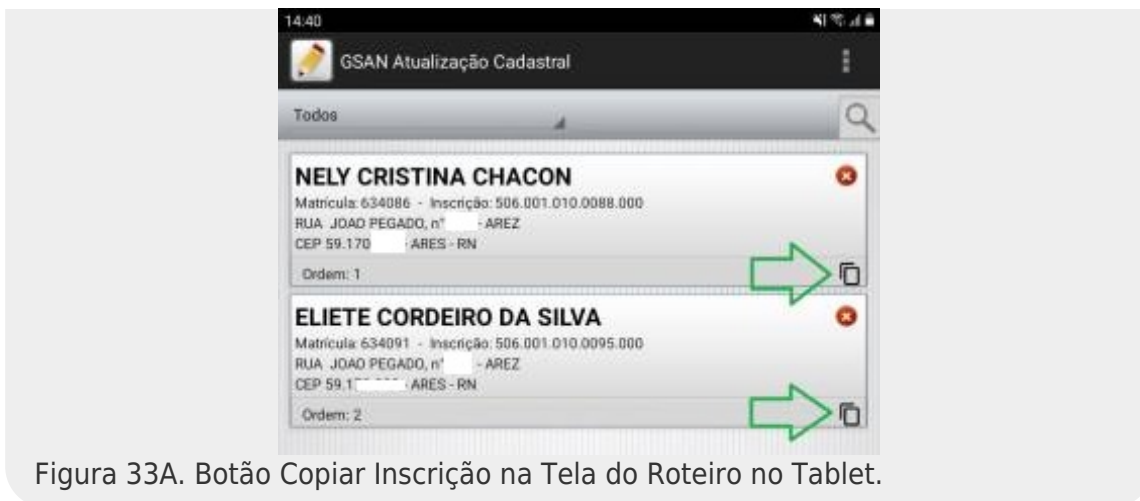 14:40
GSAN Atualização Cadastral
Todos
NELY CRISTINA CHACON
Matrícula: 634086 - Inscrição: 506.001.010.0088.000
RUA JOAO PEGADO, n° - AREZ
CEP 59.170 - ARES - RN
Ordem: 1
ELIETE CORDEIRO DA SILVA
Matrícula: 634091 - Inscrição: 506.001.010.0095.000
RUA JOAO PEGADO, n° - AREZ
CEP 59.1 - ARES - RN
Ordem: 2
Figura 33A. Botão Copiar Inscrição na Tela do Roteiro no Tablet.